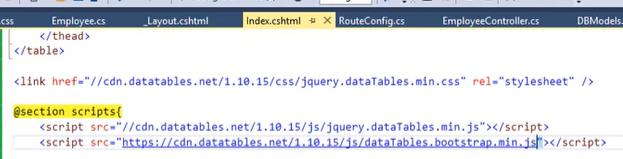 .css Employee.cs _Layout.cshtml Index.cshtml RouteConfig.cs EmployeeController.cs DBModels.
</thead>
</table>
<link href="//cdn.datatables.net/1.10.15/css/jquery.dataTables.min.css" rel="stylesheet" />
@section scripts{
<script src="//cdn.datatables.net/1.10.15/js/jquery.dataTables.min.js"></script>
<script src="https://cdn.datatables.net/1.10.15/js/dataTables.bootstrap.min.js"></script>